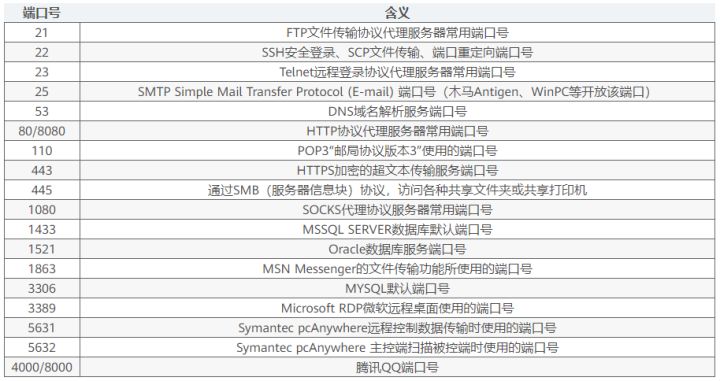 端口号 含义
21 FTP文件传输协议代理服务器常用端口号
22 SSH安全登录、SCP文件传输、端口重定向端口号
23 Telnet远程登录协议代理服务器常用端口号
25 SMTP Simple Mail Transfer Protocol (E-mail) 端口号（木马Antigen、WinPC等开放该端口）
53 DNS域名解析服务端口号
80/8080 HTTP协议代理服务器常用端口号
110 POP3“邮局协议版本3”使用的端口号
443 HTTPS加密的超文本传输服务端口号
445 通过SMB（服务器信息块）协议，访问各种共享文件夹或共享打印机
1080 SOCKS代理协议服务器常用端口号
1433 MSSQL SERVER数据库默认端口号
1521 Oracle数据库服务端口号
1863 MSN Messenger的文件传输功能所使用的端口号
3306 MYSQL默认端口号
3389 Microsoft RDP微软远程桌面使用的端口号
5631 Symantec pcAnywhere远程控制数据传输时使用的端口号
5632 Symantec pcAnywhere 主控端扫描被控端时使用的端口号
4000/8000 腾讯QQ端口号